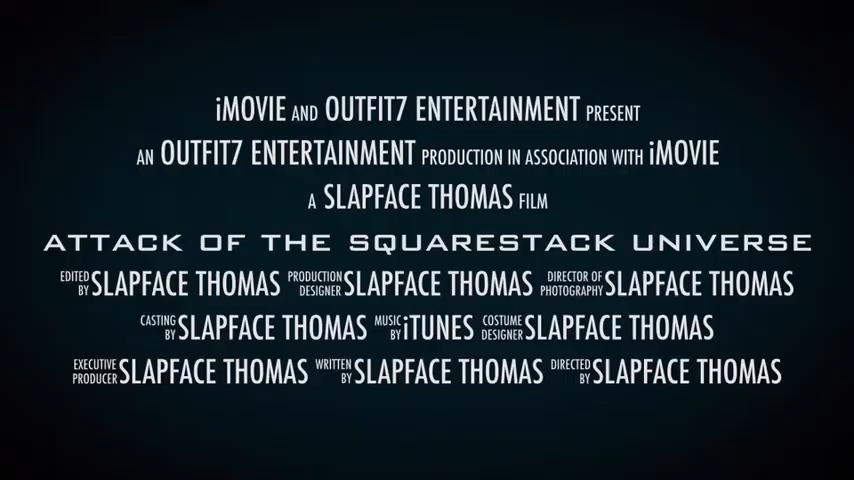 iMOVIE AND OUTFIT7 ENTERTAINMENT PRESENT
AN OUTFIT7 ENTERTAINMENT PRODUCTION IN ASSOCIATION WITH iMOVIE
A SLAPFACE THOMAS FILM
ATTACK OF THE SQUARESTACK UNIVERSE
EDITED BY SLAPFACE THOMAS PRODUCTION DESIGNER SLAPFACE THOMAS DIRECTOR OF PHOTOGRAPHY SLAPFACE THOMAS
CASTING BY SLAPFACE THOMAS MUSIC BY iTUNES COSTUME DESIGNER SLAPFACE THOMAS
EXECUTIVE PRODUCER SLAPFACE THOMAS WRITTEN BY SLAPFACE THOMAS DIRECTED BY SLAPFACE THOMAS